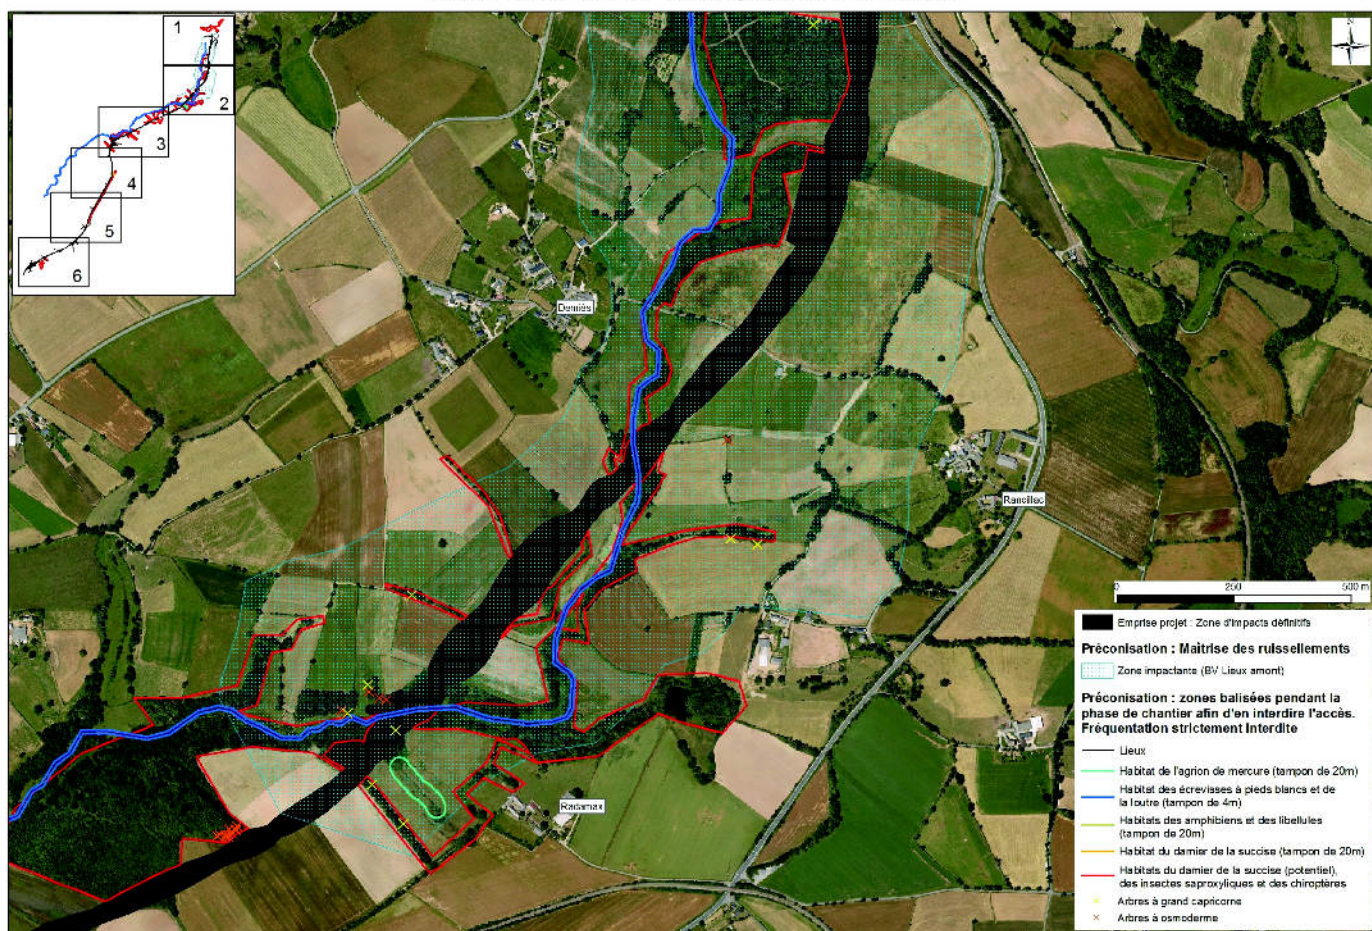 1
2
3
4
5
6
Rancillac
Radamax
0 250 500 m
Emprise projet : Zone d'impacts définitifs
Préconisation : Maitrise des ruissellements
Zone impactante (BV Lieux amont)
Préconisation : zones balisées pendant la
phase de chantier afin d'en interdire l'accès.
Fréquentation strictement interdite
Lieux
Habitat de l'agrion de mercure (tampon de 20m)
Habitat des écrevisses à pieds blancs et de
la loutre (tampon de 4m)
Habitats des amphibiens et des libellules
(tampon de 20m)
Habitat du damier de la succise (tampon de 20m)
Habitats du damier de la succise (potentiel),
des insectes saproxyliques et des chiroptères
Arbres à grand capricorne
Arbres à osmoderme